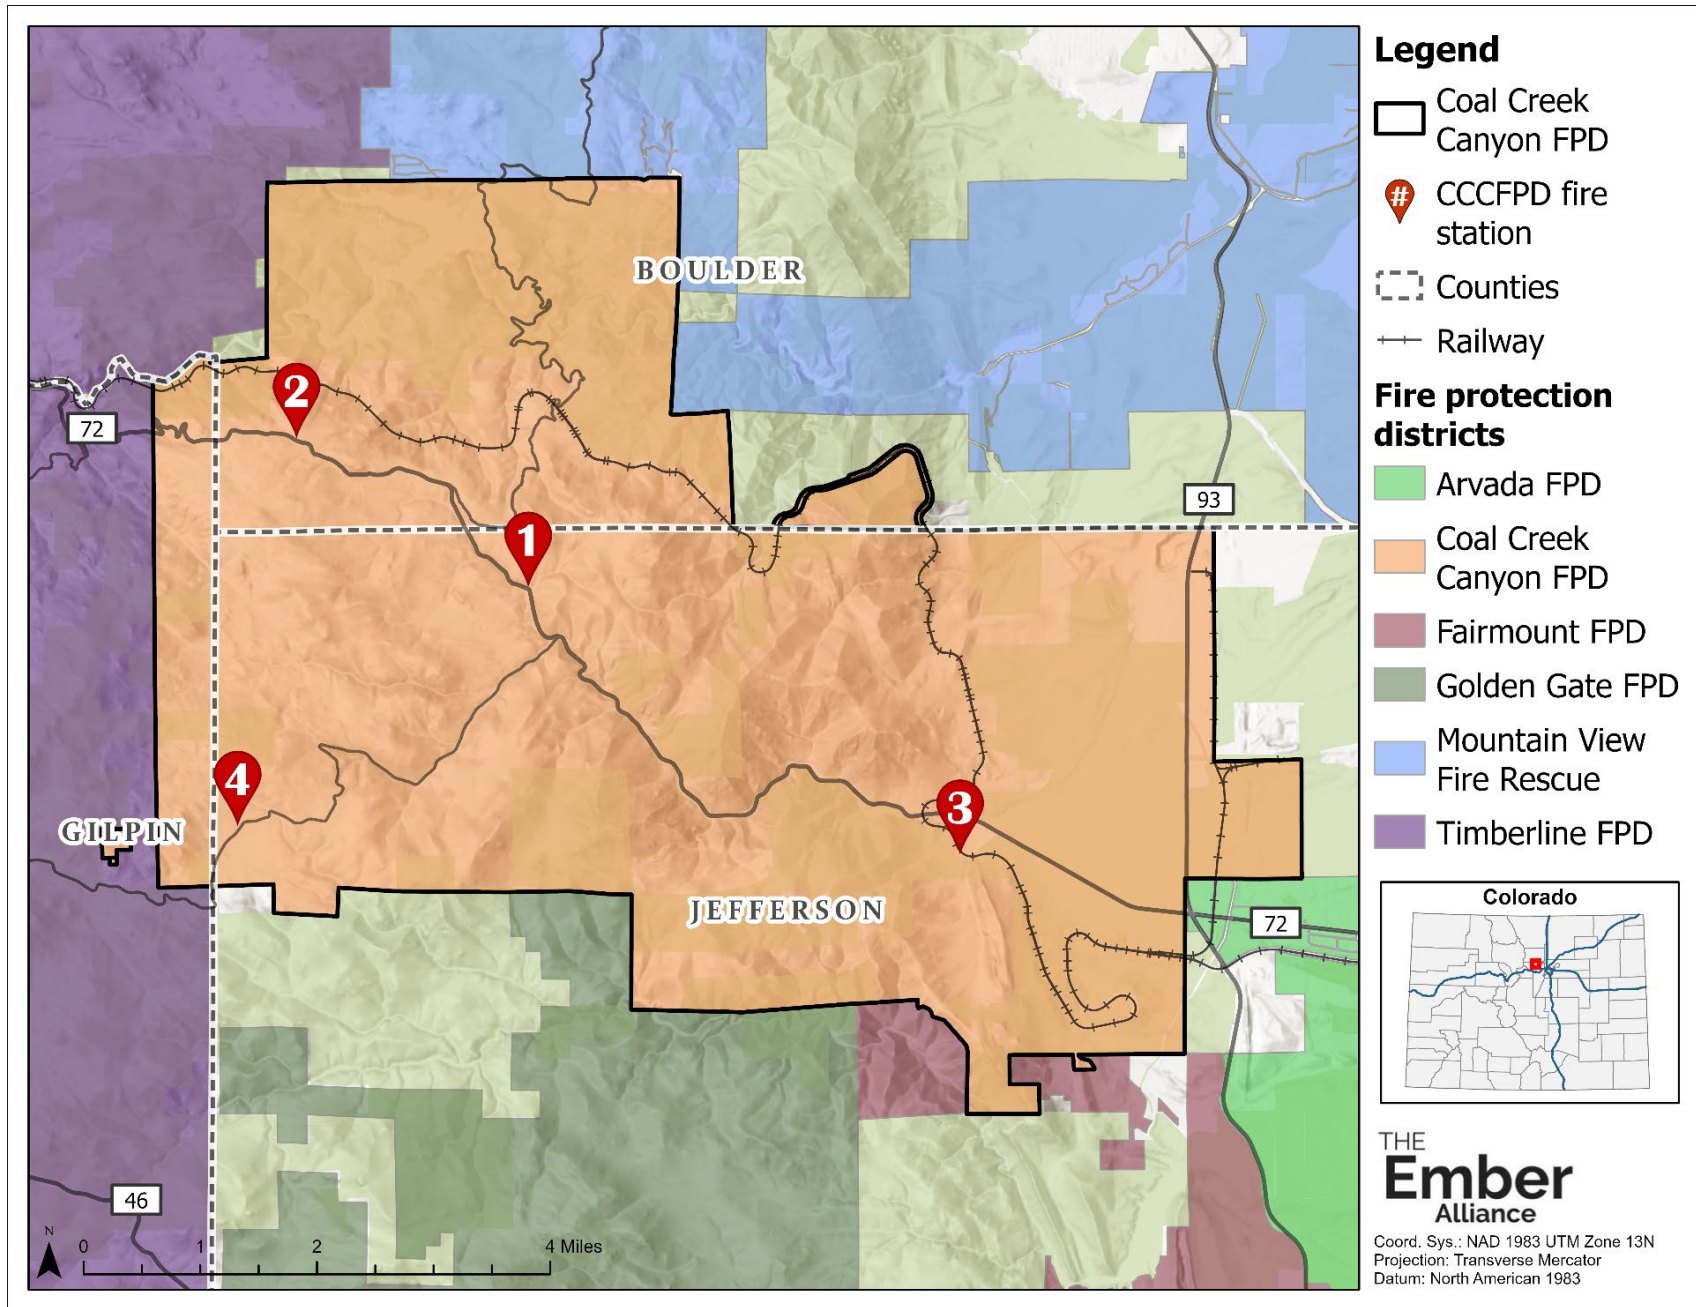 BOULDER
2
72
93
1
4
3
GILPIN
JEFFERSON
72
46
N
0 1 2 4 Miles
Legend
Coal Creek
Canyon FPD
#
CCCFPD fire
station
Counties
Railway
Fire protection
districts
Arvada FPD
Coal Creek
Canyon FPD
Fairmount FPD
Golden Gate FPD
Mountain View
Fire Rescue
Timberline FPD
Colorado
THE
Ember
Alliance
Coord. Sys.: NAD 1983 UTM Zone 13N
Projection: Transverse Mercator
Datum: North American 1983